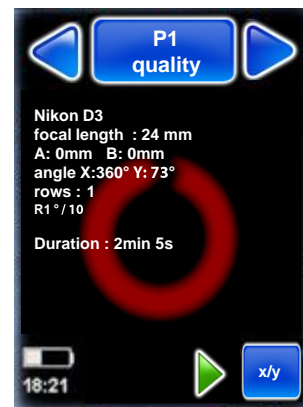 P1
quality
Nikon D3
focal length : 24 mm
A: 0mm B: 0mm
angle X:360° Y: 73°
rows : 1
R1 °/ 10
Duration : 2min 5s
x/y
18:21